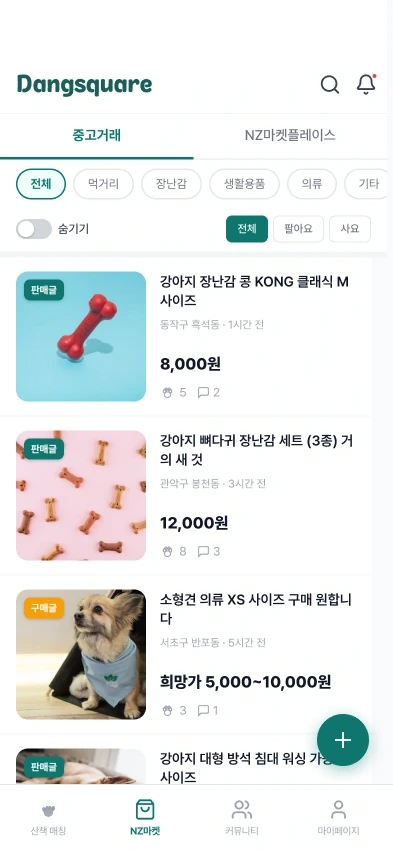 Dangsquare
중고거래
NZ마켓플레이스
전체
먹거리
장난감
생활용품
의류
기타
숨기기
전체
팔아요
사요
판매글
강아지 장난감 콩 KONG 클래식 M
사이즈
동작구 흑석동 · 1시간 전
8,000원
5
2
판매글
강아지 뼈다귀 장난감 세트 (3종) 거
의 새 것
관악구 봉천동 · 3시간 전
12,000원
8
3
구매글
소형견 의류 XS 사이즈 구매 원합니
다
서초구 반포동 · 5시간 전
희망가 5,000~10,000원
3
1
판매글
강아지 대형 방석 침대 워싱
사이즈
산책 매칭
NZ마켓
커뮤니티
마이페이지